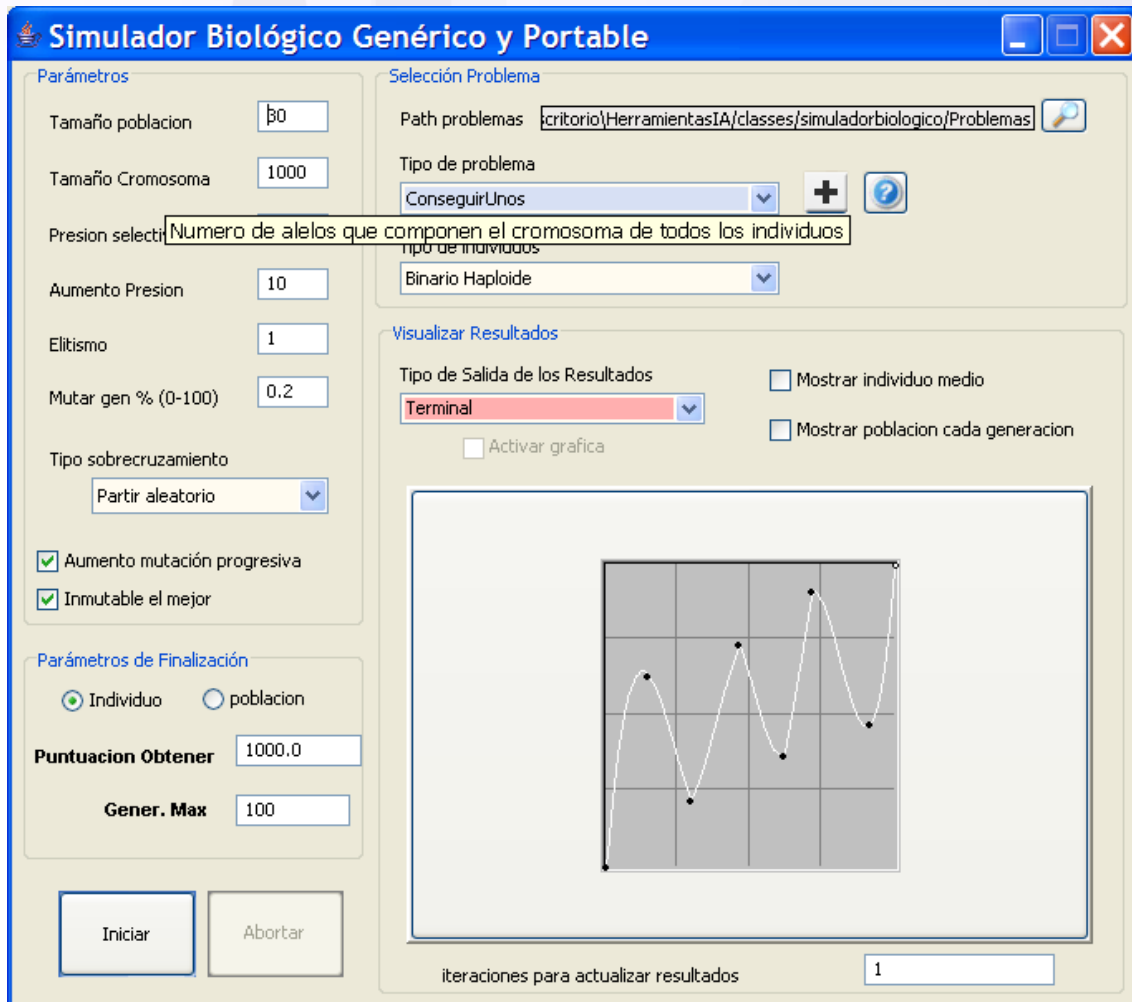 Simulador Biológico Genérico y Portable
Parámetros
Tamaño poblacion 30
Tamaño Cromosoma 1000
Presion selectiv
Numero de alelos que componen el cromosoma de todos los individuos
Aumento Presion 10
Elitismo 1
Mutar gen % (0-100) 0.2
Tipo sobrecruzamiento
Partir aleatorio
Aumento mutación progresiva
Inmutable el mejor
Parámetros de Finalización
Individuo poblacion
Puntuacion Obtener 1000.0
Gener. Max 100
Iniciar Abortar
Selección Problema
Path problemas scritorio\HerramientasIA/classes/simuladorbiologico/Problemas
Tipo de problema
ConseguirUnos
Tipo de individuos
Binario Haploide
Visualizar Resultados
Tipo de Salida de los Resultados
Terminal
Activar grafica
Mostrar individuo medio
Mostrar poblacion cada generacion
iteraciones para actualizar resultados 1